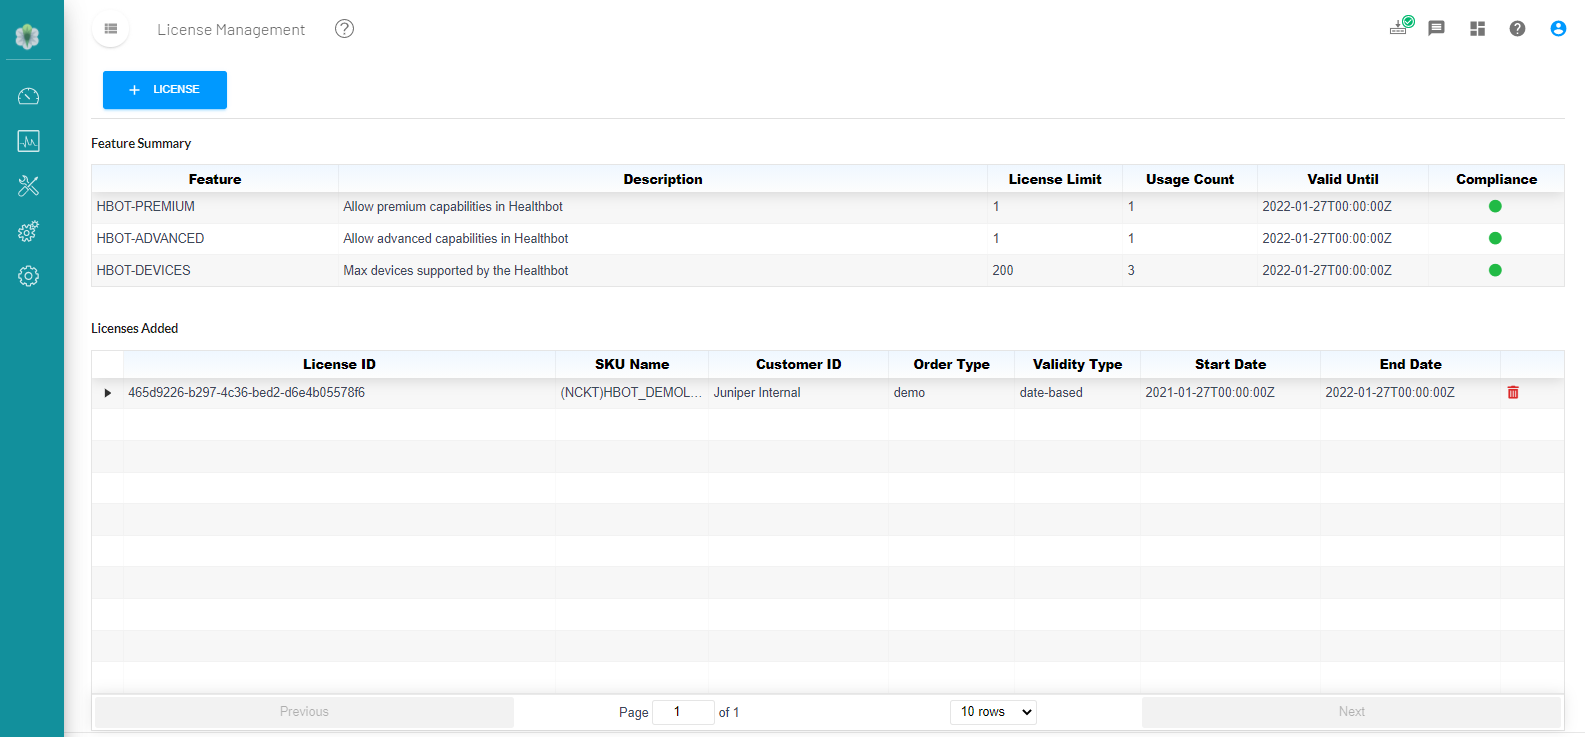 License Management ?
+ LICENSE
Feature Summary
Feature Description License Limit Usage Count Valid Until Compliance
HBOT-PREMIUM Allow premium capabilities in Healthbot 1 1 2022-01-27T00:00:00Z
HBOT-ADVANCED Allow advanced capabilities in Healthbot 1 1 2022-01-27T00:00:00Z
HBOT-DEVICES Max devices supported by the Healthbot 200 3 2022-01-27T00:00:00Z
Licenses Added
License ID SKU Name Customer ID Order Type Validity Type Start Date End Date
465d9226-b297-4c36-bed2-d6e4b05578f6 (NCKT)HBOT_DEMOL... Juniper Internal demo date-based 2021-01-27T00:00:00Z 2022-01-27T00:00:00Z
Previous Page 1 of 1 10 rows Next